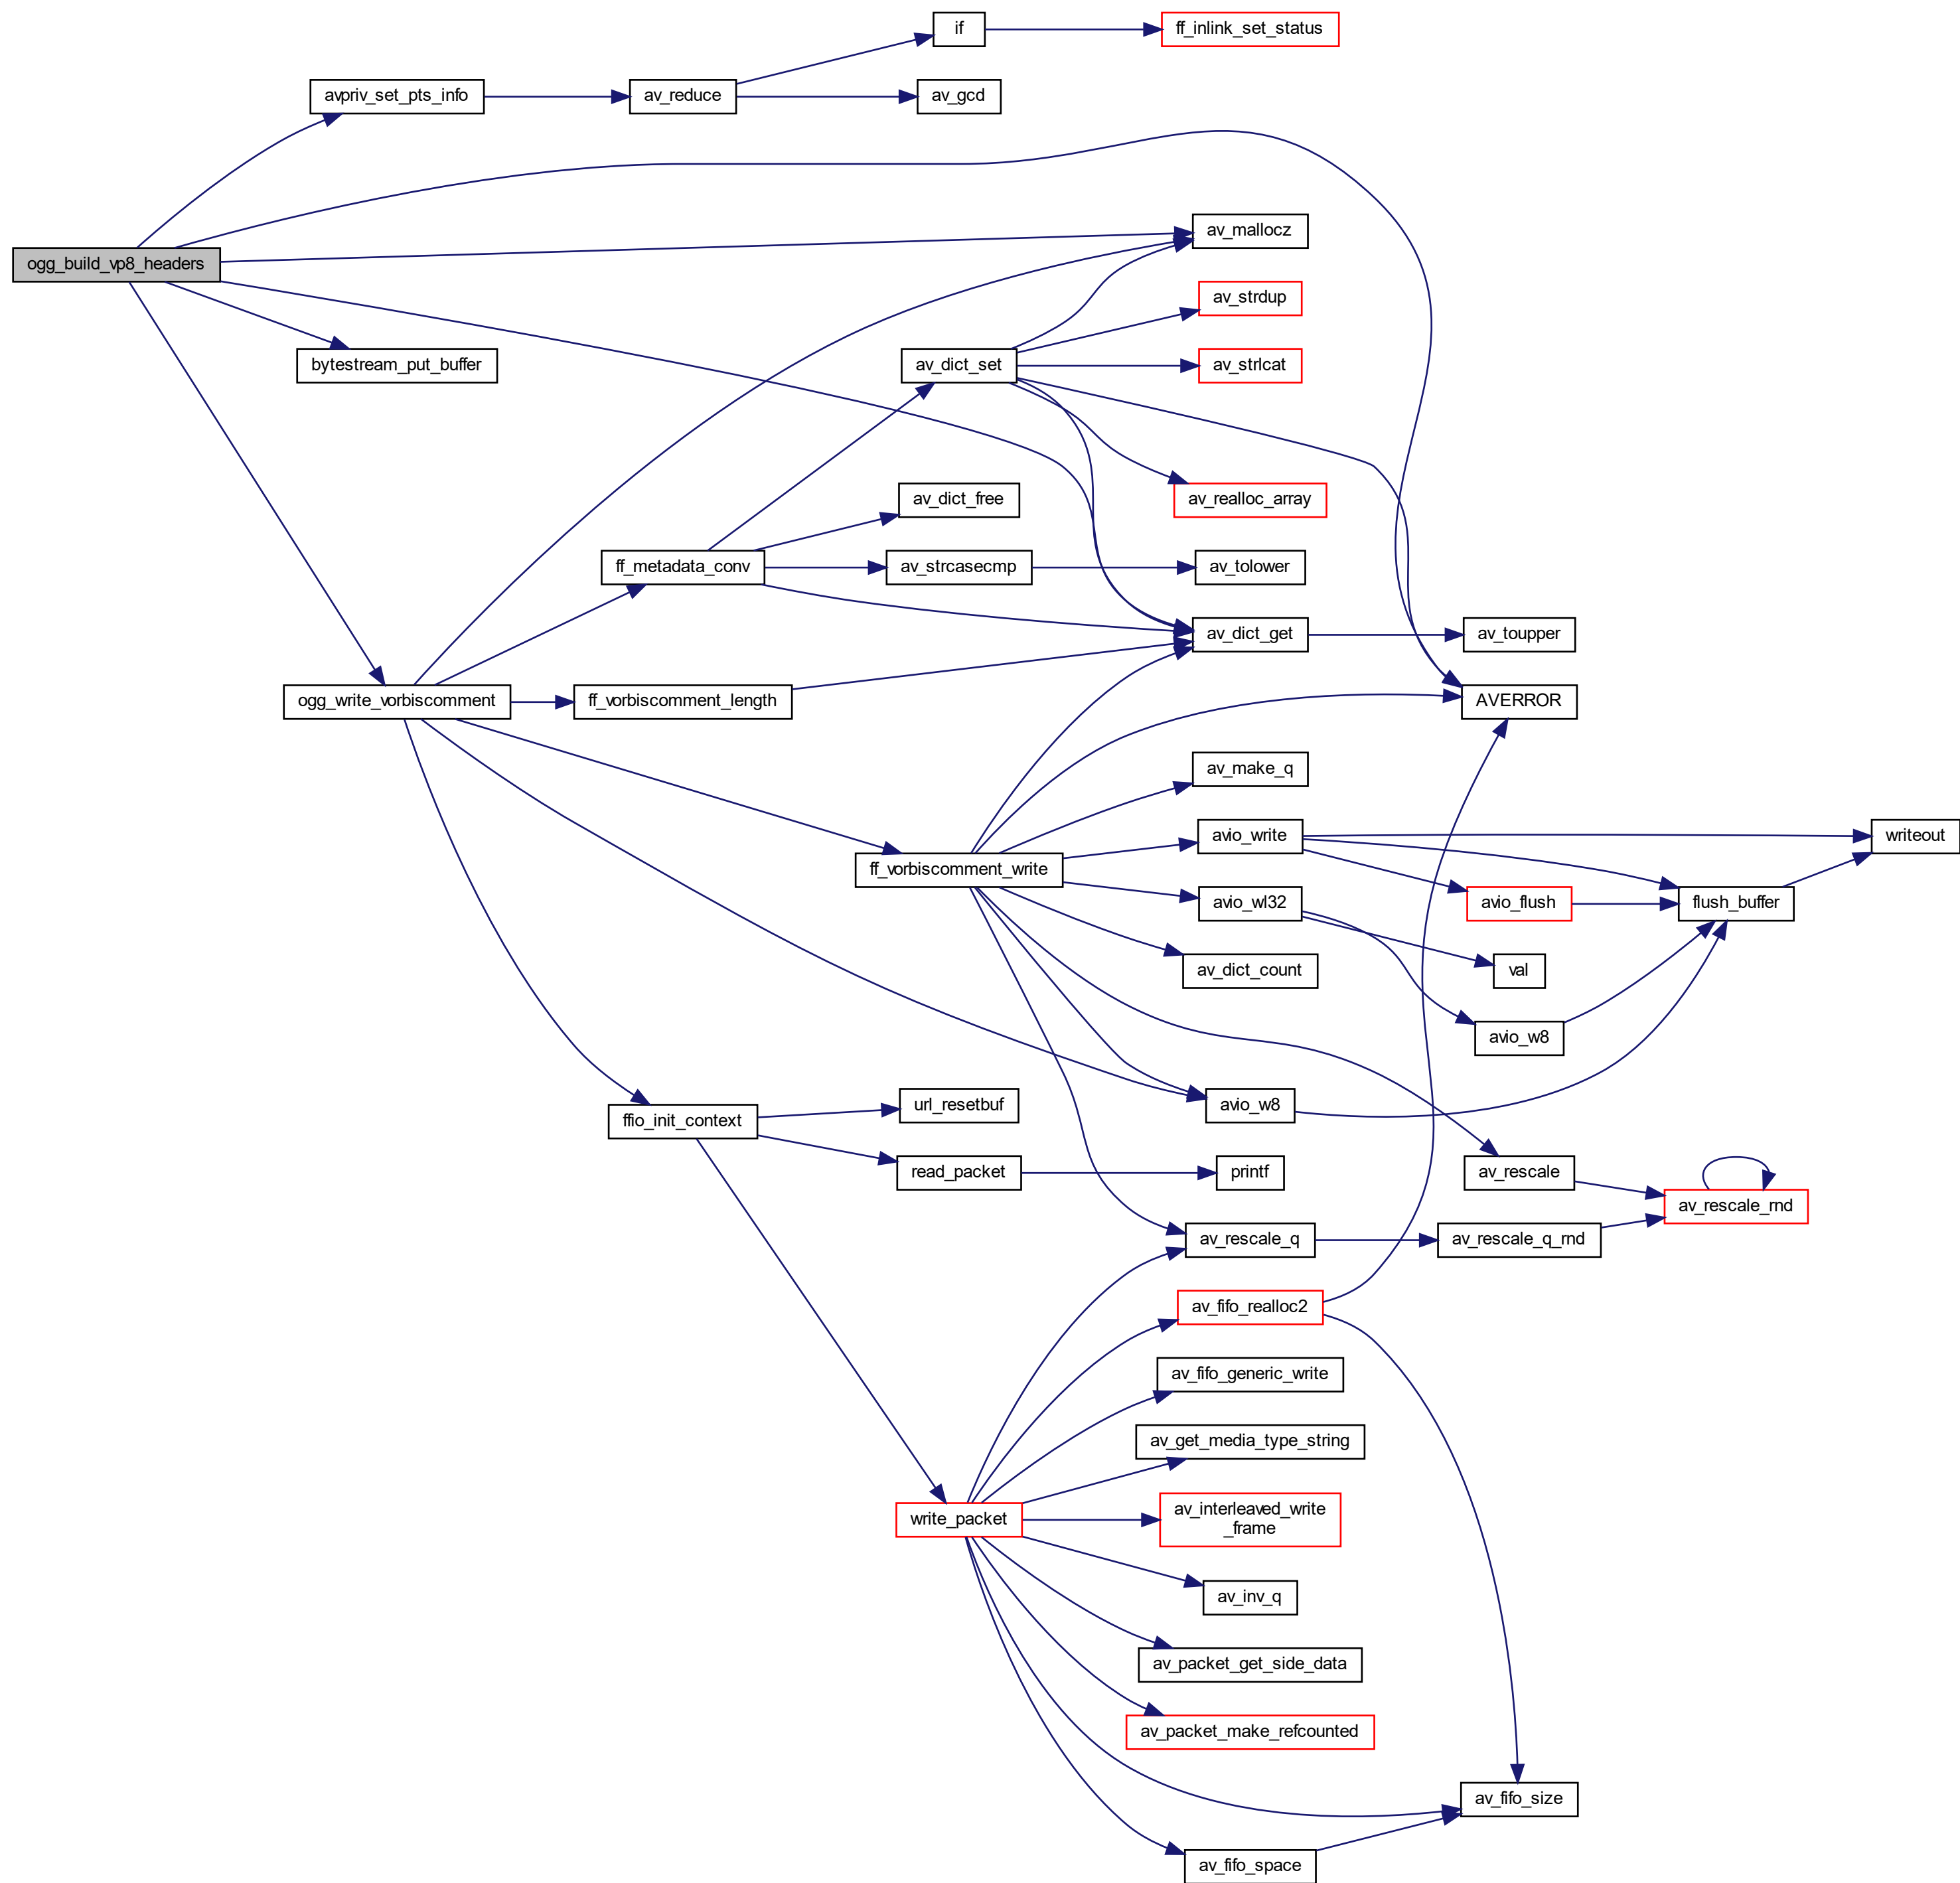 if
ff_inlink_set_status
avpriv_set_pts_info
av_reduce
av_gcd
av_mallocz
ogg_build_vp8_headers
av_strdup
bytestream_put_buffer
av_dict_set
av_strlcat
av_dict_free
av_realloc_array
ff_metadata_conv
av_strcasecmp
av_tolower
av_dict_get
av_toupper
ogg_write_vorbiscomment
ff_vorbiscomment_length
AVERROR
av_make_q
avio_write
writeout
ff_vorbiscomment_write
avio_wl32
avio_flush
flush_buffer
av_dict_count
val
avio_w8
avio_w8
url_resetbuf
ffio_init_context
read_packet
printf
av_rescale
av_rescale_rnd
av_rescale_q
av_rescale_q_rnd
av_fifo_realloc2
av_fifo_generic_write
av_get_media_type_string
write_packet
av_interleaved_write
_frame
av_inv_q
av_packet_get_side_data
av_packet_make_refcounted
av_fifo_size
av_fifo_space